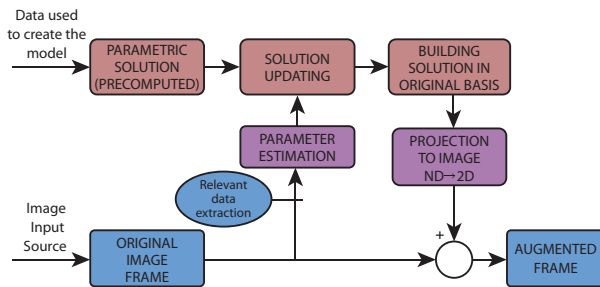 Data used
to create the
model
PARAMETRIC
SOLUTION
(PRECOMPUTED)
SOLUTION
UPDATING
BUILDING
SOLUTION IN
ORIGINAL BASIS
PARAMETER
ESTIMATION
PROJECTION
TO IMAGE
ND→2D
Relevant
data
extraction
Image
Input
Source
ORIGINAL
IMAGE
FRAME
+
AUGMENTED
FRAME